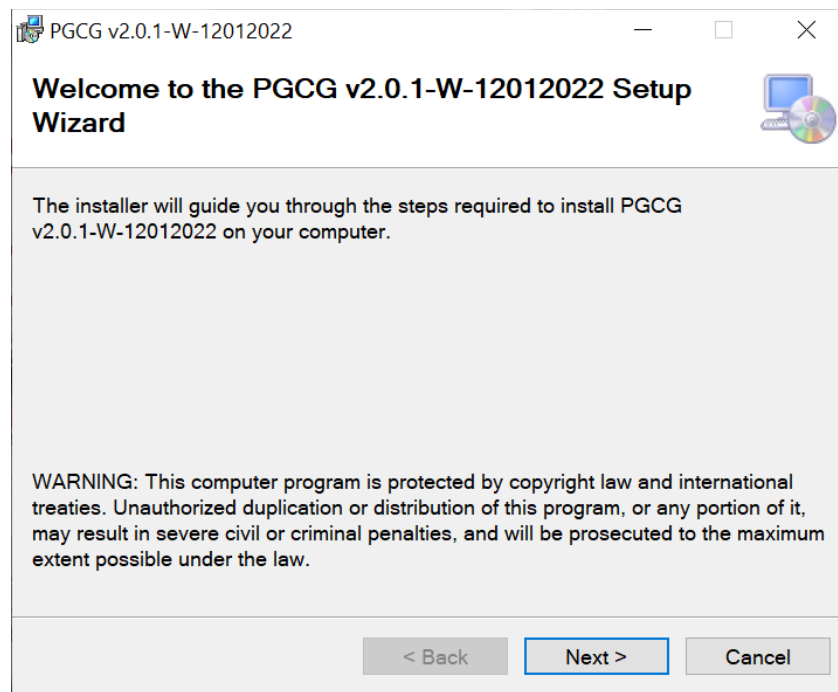 PGCG v2.0.1-W-12012022
Welcome to the PGCG v2.0.1-W-12012022 Setup
Wizard
The installer will guide you through the steps required to install PGCG
v2.0.1-W-12012022 on your computer.
WARNING: This computer program is protected by copyright law and international
treaties. Unauthorized duplication or distribution of this program, or any portion of it,
may result in severe civil or criminal penalties, and will be prosecuted to the maximum
extent possible under the law.
< Back Next > Cancel